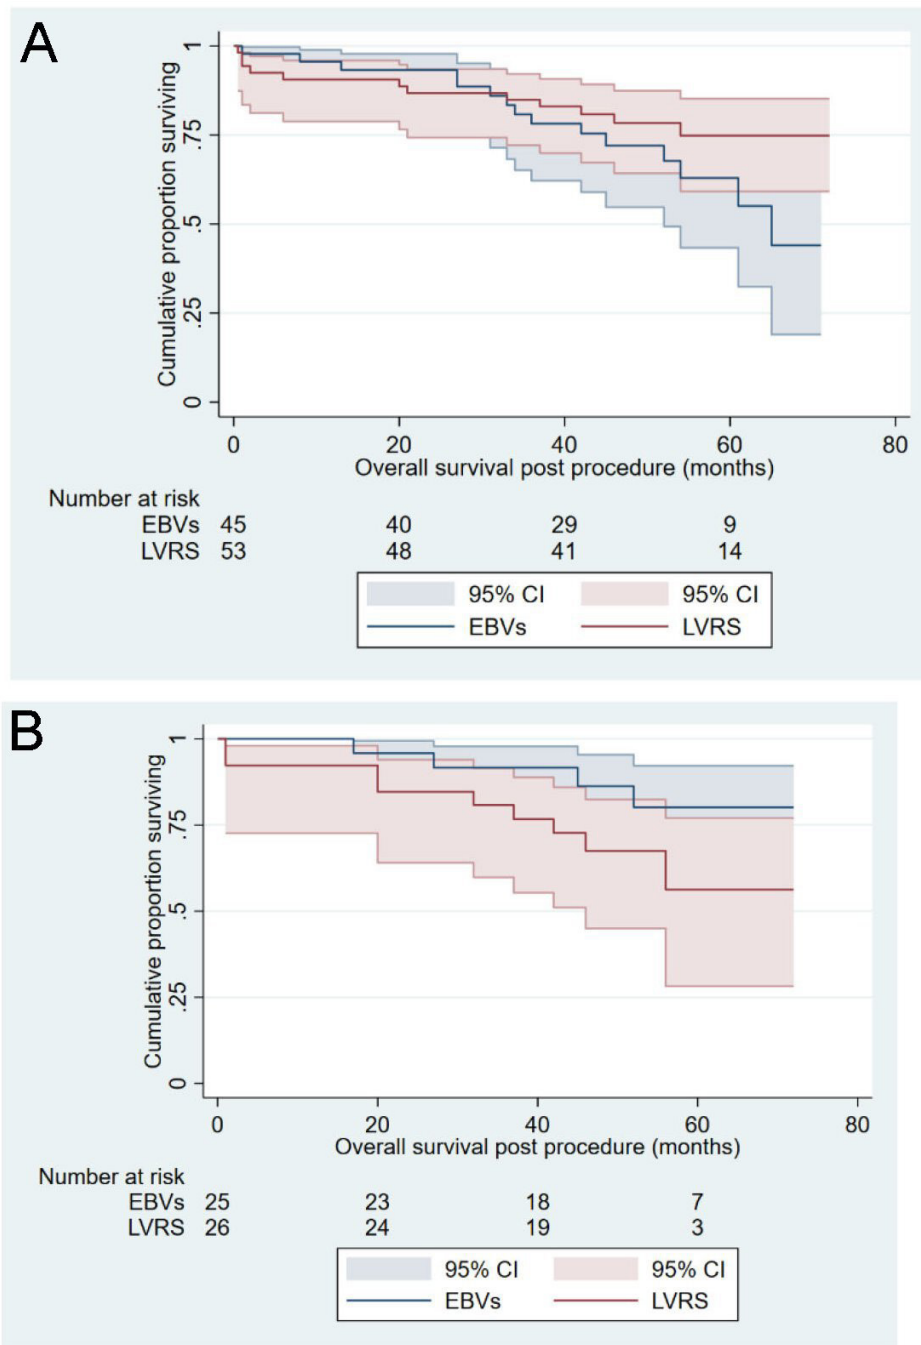 A
Cumulative proportion surviving
1
.75
.5
.25
0
0 20 40 60 80
Overall survival post procedure (months)
Number at risk
EBVs 45 40 29 9
LVRS 53 48 41 14
95% CI 95% CI
EBVs LVRS
B
Cumulative proportion surviving
1
.75
.5
.25
0
0 20 40 60 80
Overall survival post procedure (months)
Number at risk
EBVs 25 23 18 7
LVRS 26 24 19 3
95% CI 95% CI
EBVs LVRS